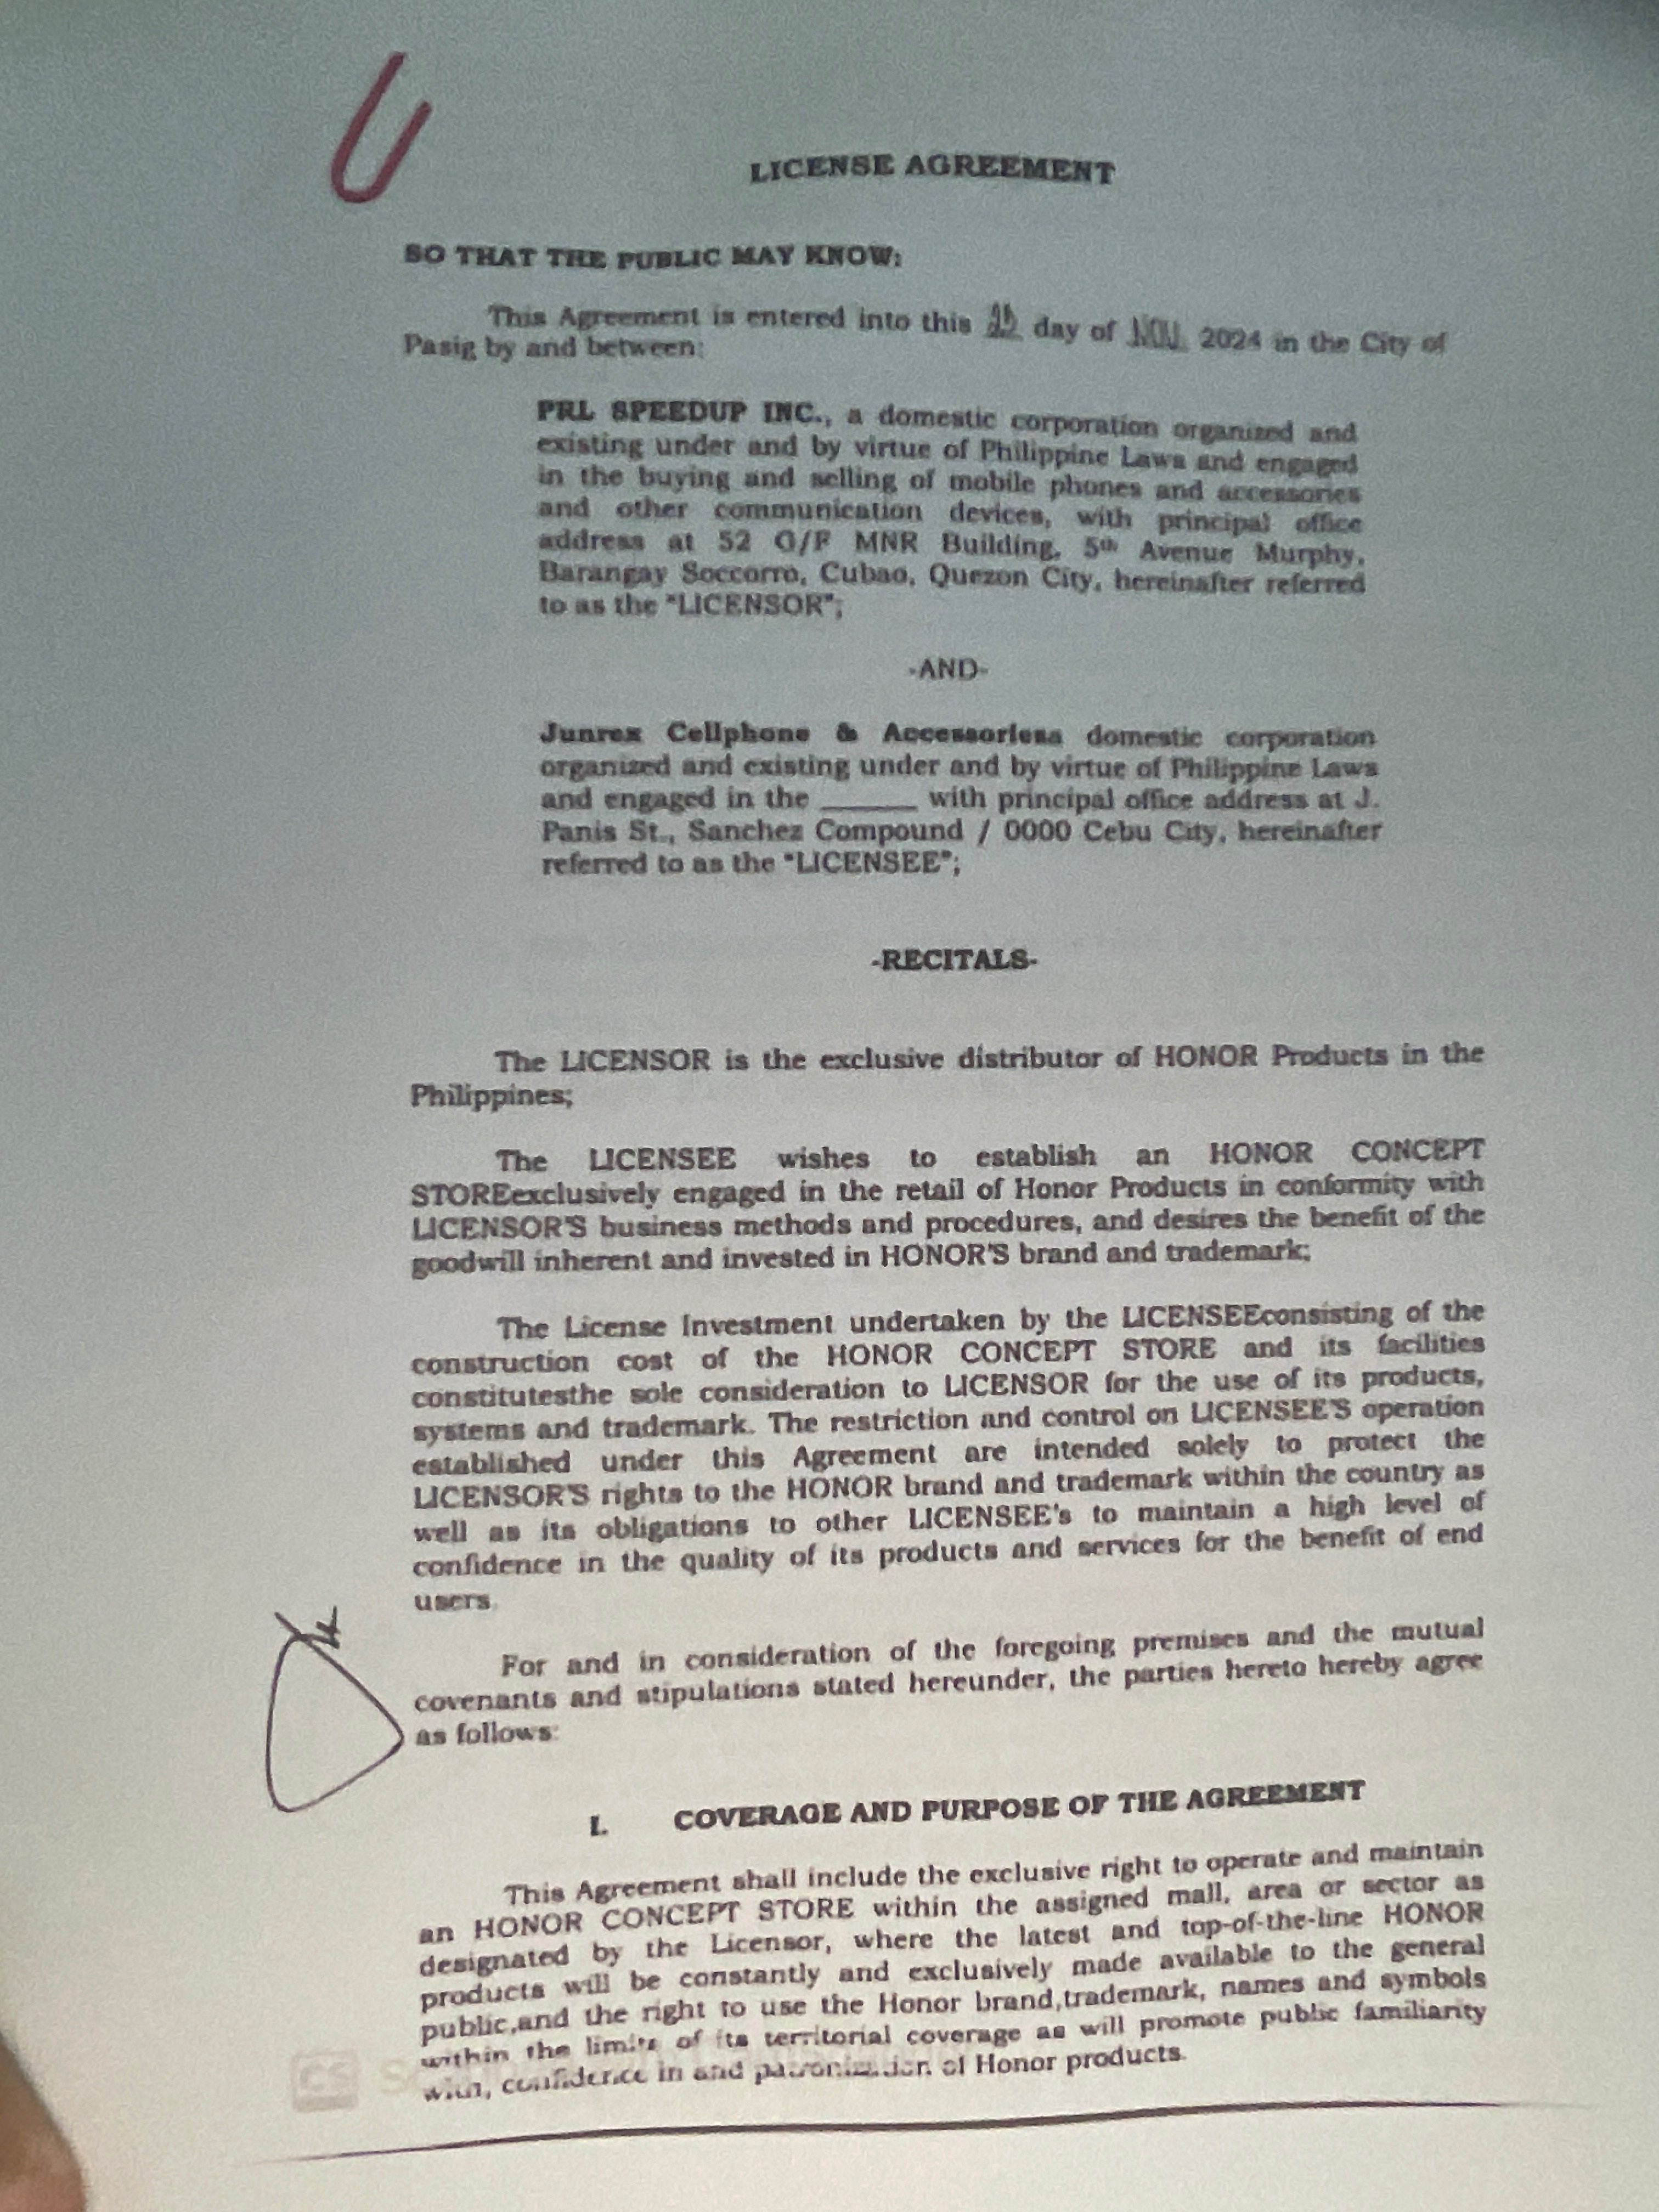 LICENSE AGREEMENT
SO THAT THE PUBLIC MAY KNOW:
This Agreement is entered into this day of NOV 2024 in the City of
Pasig by and between:
PRL SPEEDUP INC., a domestic corporation organized and
existing under and by virtue of Philippine Laws and engaged
in the buying and selling of mobile phones and accessories
and other communication devices, with principal office
address at 52 G/F MNR Building, 5th Avenue Murphy,
Barangay Soccorro, Cubao, Quezon City, hereinafter referred
to as the "LICENSOR";
-AND-
Junrex Cellphone & Accessoriesa domestic corporation
organized and existing under and by virtue of Philippine Laws
and engaged in the ______ with principal office address at J.
Panis St., Sanchez Compound / 0000 Cebu City, hereinafter
referred to as the "LICENSEE";
-RECITALS-
The LICENSOR is the exclusive distributor of HONOR Products in the
Philippines;
The LICENSEE wishes to establish an HONOR CONCEPT
STOREexclusively engaged in the retail of Honor Products in conformity with
LICENSOR'S business methods and procedures, and desires the benefit of the
goodwill inherent and invested in HONOR'S brand and trademark;
The License Investment undertaken by the LICENSEEconsisting of the
construction cost of the HONOR CONCEPT STORE and its facilities
constitutesthe sole consideration to LICENSOR for the use of its products,
systems and trademark. The restriction and control on LICENSEE'S operation
established under this Agreement are intended solely to protect the
LICENSOR'S rights to the HONOR brand and trademark within the country as
well as its obligations to other LICENSEE's to maintain a high level of
confidence in the quality of its products and services for the benefit of end
users.
For and in consideration of the foregoing premises and the mutual
covenants and stipulations stated hereunder, the parties hereto hereby agree
as follows:
I. COVERAGE AND PURPOSE OF THE AGREEMENT
This Agreement shall include the exclusive right to operate and maintain
an HONOR CONCEPT STORE within the assigned mall, area or sector as
designated by the Licensor, where the latest and top-of-the-line HONOR
products will be constantly and exclusively made available to the general
public,and the right to use the Honor brand,trademark, names and symbols
within the limits of its territorial coverage as will promote public familiarity
with, confidence in and patronization of Honor products.
CS